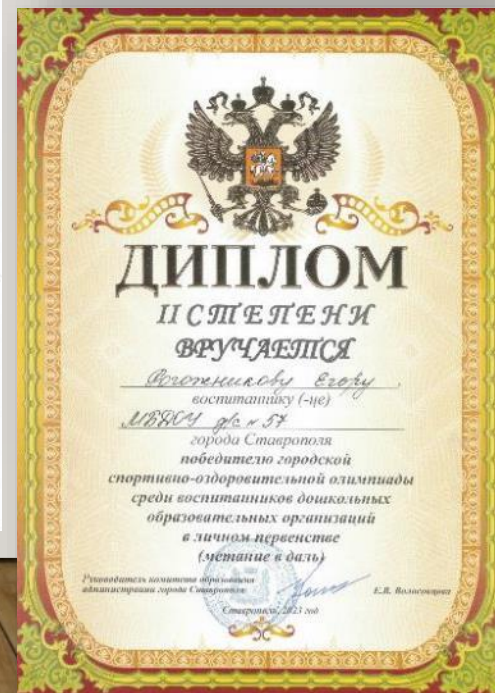 ДИПЛОМ
II СТЕПЕНИ
ВРУЧАЕТСЯ
Рогожникову Егору,
воспитаннику (-це)
МБДОУ д/с № 57
города Ставрополя
победителю городской
спортивно-оздоровительной олимпиады
среди воспитанников дошкольных
образовательных организаций
в личном первенстве
(метание в даль)
Руководитель комитета образования
администрации города Ставрополя
Е.В. Волосовцова
Ставрополь, 2023 год